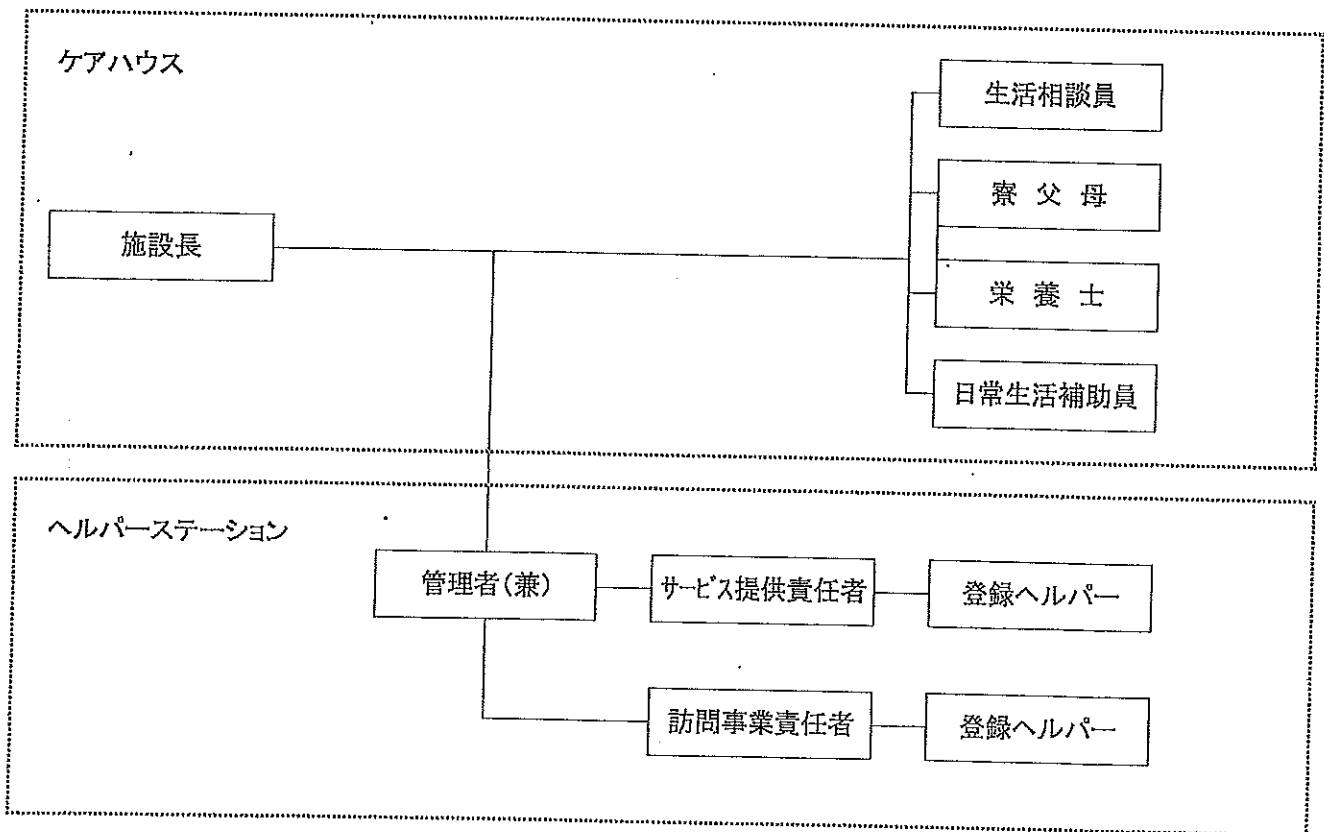 ケアハウス
生活相談員
寮父母
施設長
栄養士
日常生活補助員
ヘルパーステーション
管理者(兼)
サービス提供責任者
登録ヘルパー
訪問事業責任者
登録ヘルパー